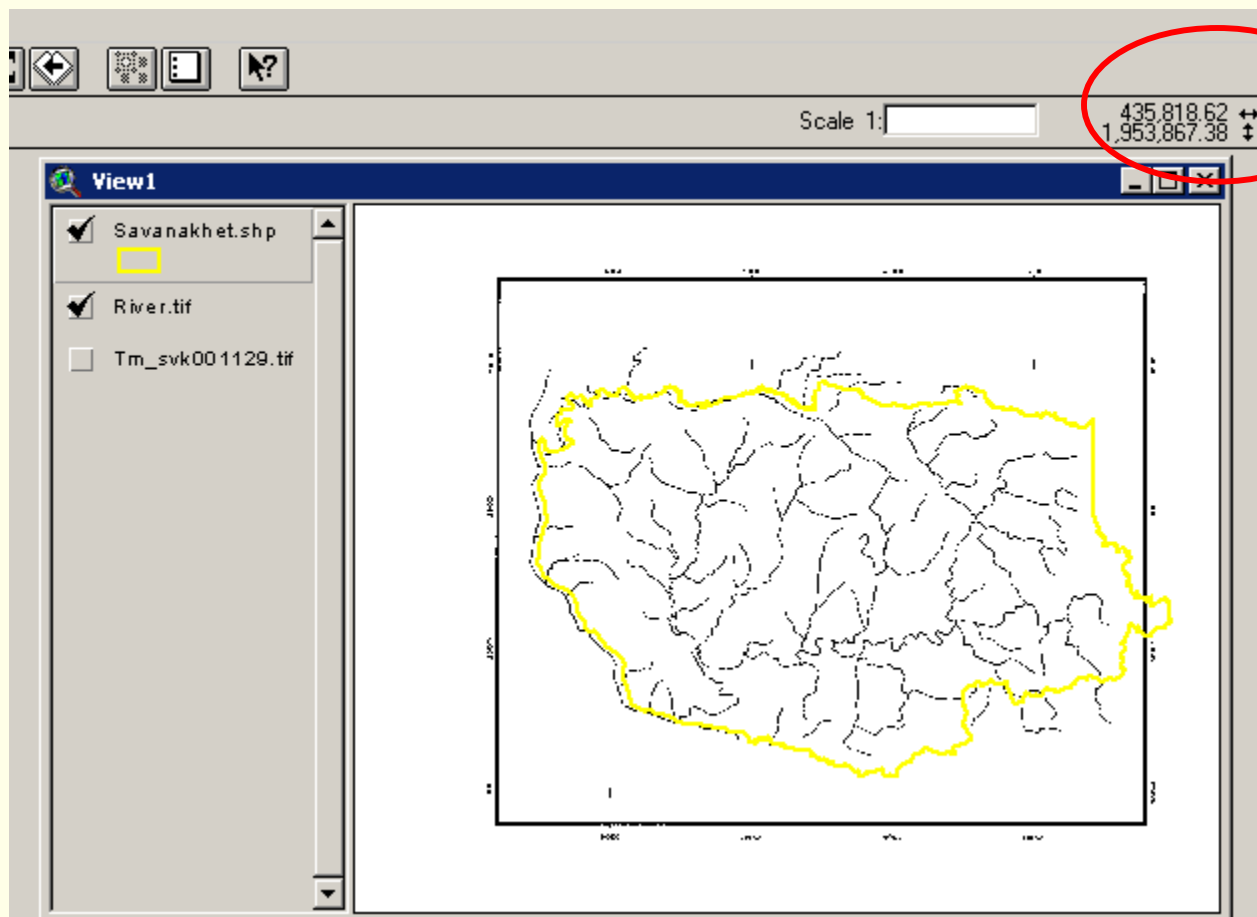 Scale 1:
435,818.62
1,953,867.38
View1
Savanakhet.shp
River.tif
Tm_svk001129.tif